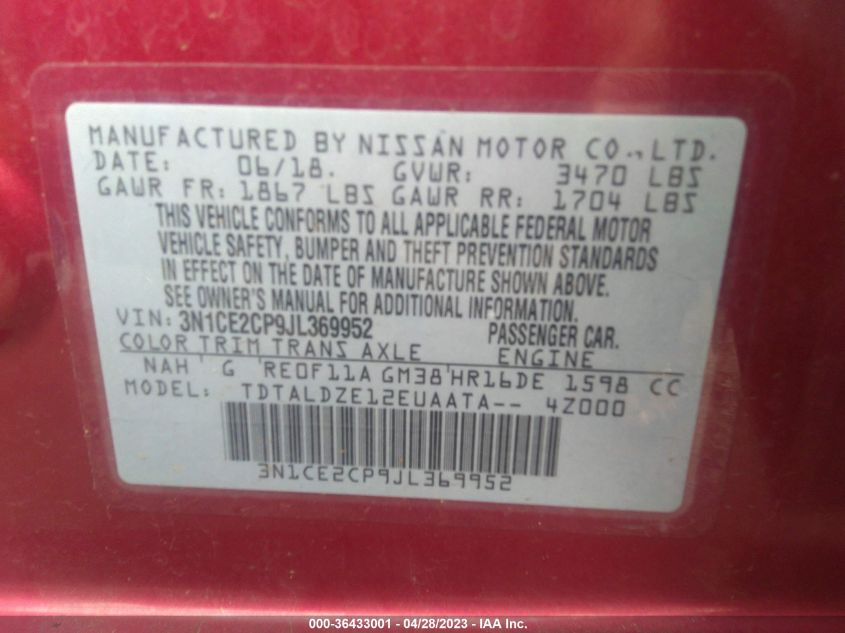 MANUFACTURED BY NISSAN MOTOR CO.,LTD.
DATE: 06/18. GVWR: 3470 LBS
GAWR FR: 1867 LBS GAWR RR: 1704 LBS
THIS VEHICLE CONFORMS TO ALL APPLICABLE FEDERAL MOTOR
VEHICLE SAFETY, BUMPER AND THEFT PREVENTION STANDARDS
IN EFFECT ON THE DATE OF MANUFACTURE SHOWN ABOVE.
SEE OWNER'S MANUAL FOR ADDITIONAL INFORMATION.
VIN: 3N1CE2CP9JL369952 PASSENGER CAR.
COLOR TRIM TRANS AXLE ENGINE
NAH' G 'RE0F11A GM38'HR16DE 1598 CC
MODEL: TDTALDZE12EUAATA-- 4Z000
3N1CE2CP9JL369952
000-36433001 - 04/28/2023 - IAA Inc.